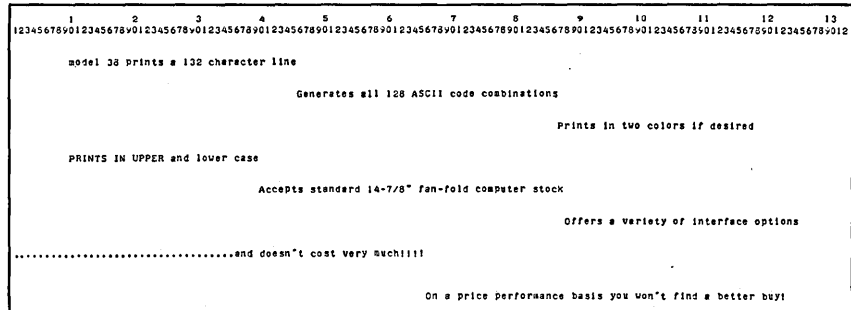 1 2 3 4 5 6 7 8 9 10 11 12 13
123456789012345678901234567890123456789012345678901234567890123456789012345678901234567890123456789012345678901234567890123456789012
model 38 prints a 132 character line
Generates all 128 ASCII code combinations
Prints in two colors if desired
PRINTS IN UPPER and lower case
Accepts standard 14-7/8" fan-fold computer stock
Offers a variety of interface options
...................................and doesn't cost very much!!!!
On a price performance basis you won't find a better buy!